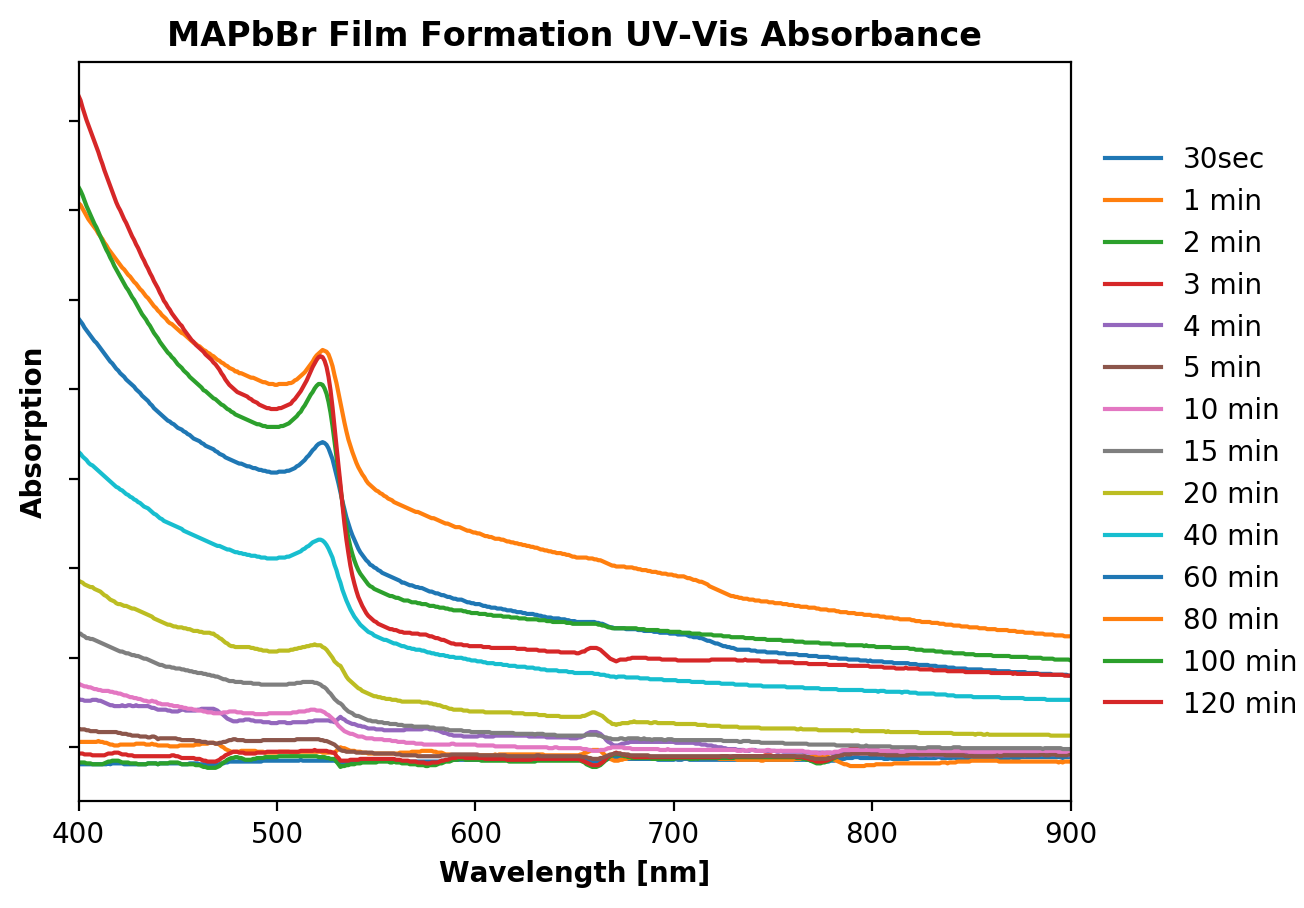 MAPbBr Film Formation UV-Vis Absorbance
Absorption
30sec
1 min
2 min
3 min
4 min
5 min
10 min
15 min
20 min
40 min
60 min
80 min
100 min
120 min
400 500 600 700 800 900
Wavelength [nm]